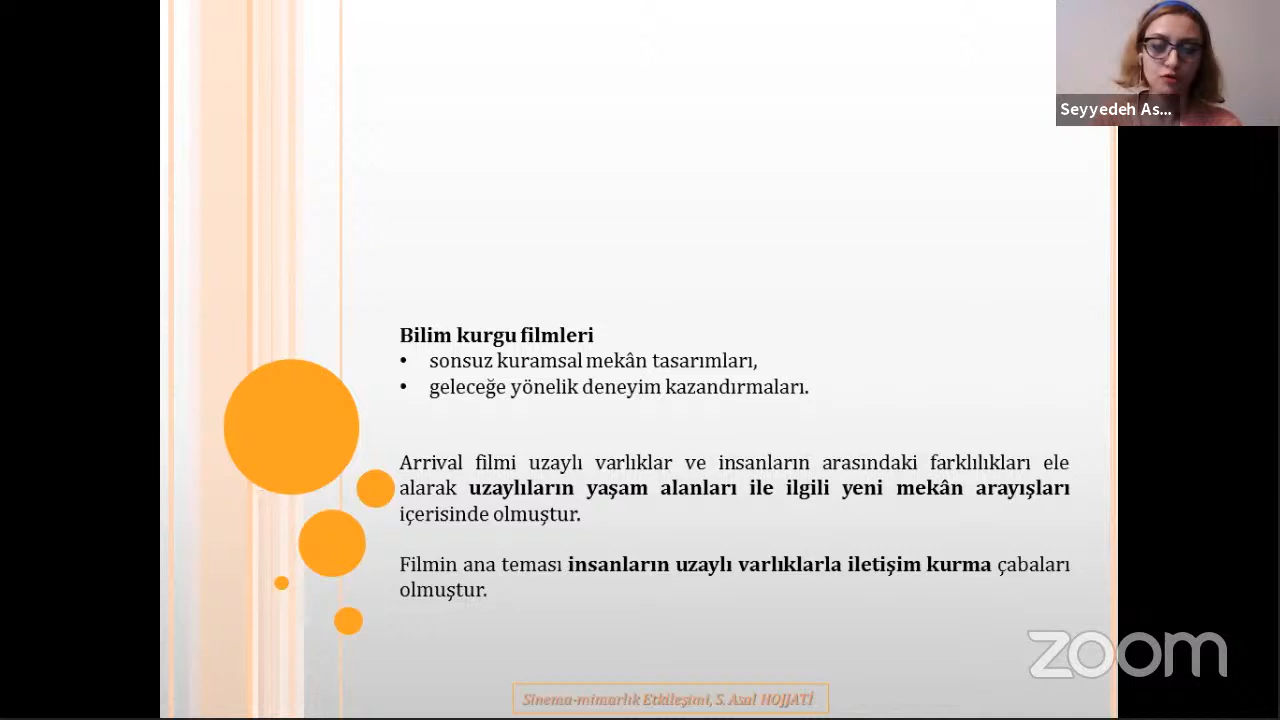 Seyyedeh As...
Bilim kurgu filmleri
• sonsuz kuramsal mekân tasarımları,
• geleceğe yönelik deneyim kazandırmaları.
Arrival filmi uzaylı varlıklar ve insanların arasındaki farklılıkları ele
alarak uzaylıların yaşam alanları ile ilgili yeni mekân arayışları
içerisinde olmuştur.
Filmin ana teması insanların uzaylı varlıklarla iletişim kurma çabaları
olmuştur.
zoom
Sinema-mimarlık Etkileşimi, S. Asal HOJJATİ